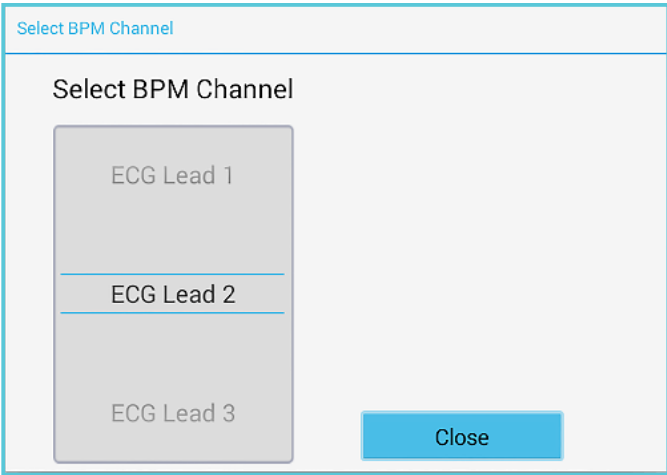 Select BPM Channel
Select BPM Channel
ECG Lead 1
ECG Lead 2
ECG Lead 3
Close